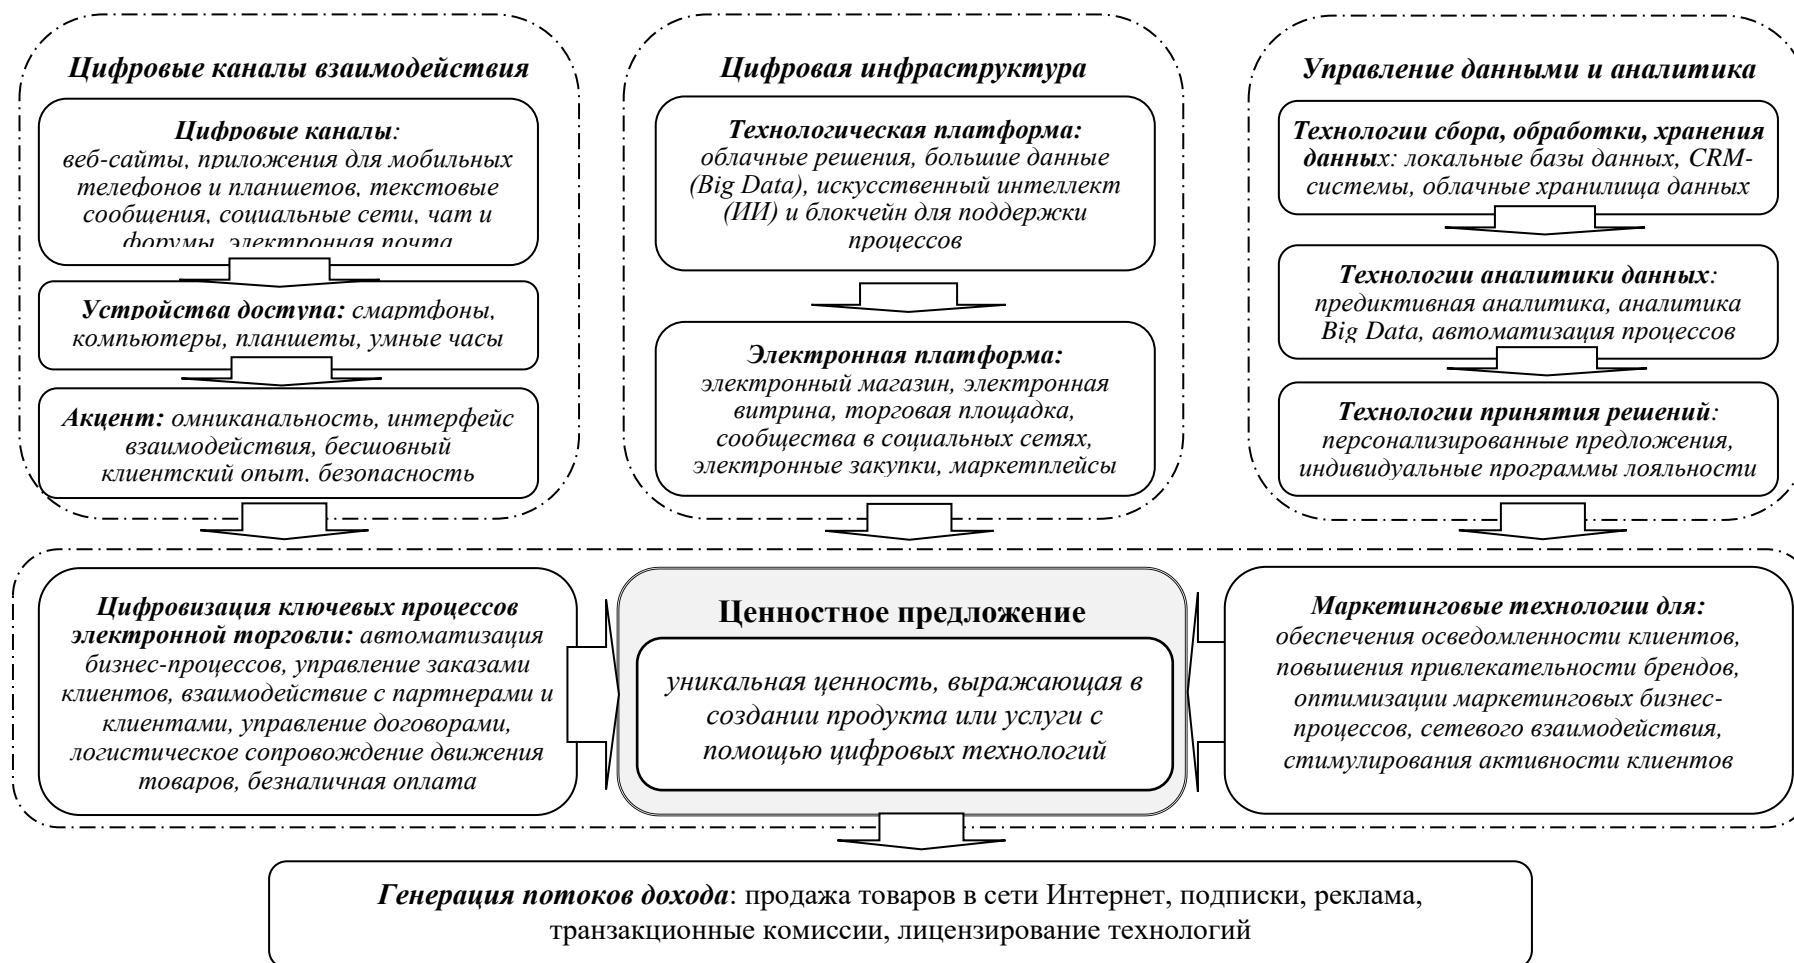 Цифровые каналы взаимодействия
Цифровые каналы:
веб-сайты, приложения для мобильных
телефонов и планшетов, текстовые
сообщения, социальные сети, чат и
форумы, электронная почта
Устройства доступа: смартфоны,
компьютеры, планшеты, умные часы
Акцент: омниканальность, интерфейс
взаимодействия, бесшовный
клиентский опыт, безопасность
Цифровая инфраструктура
Технологическая платформа:
облачные решения, большие данные
(Big Data), искусственный интеллект
(ИИ) и блокчейн для поддержки
процессов
Электронная платформа:
электронный магазин, электронная
витрина, торговая площадка,
сообщества в социальных сетях,
электронные закупки, маркетплейсы
Управление данными и аналитика
Технологии сбора, обработки, хранения
данных: локальные базы данных, CRM-
системы, облачные хранилища данных
Технологии аналитики данных:
предиктивная аналитика, аналитика
Big Data, автоматизация процессов
Технологии принятия решений:
персонализированные предложения,
индивидуальные программы лояльности
Цифровизация ключевых процессов
электронной торговли: автоматизация
бизнес-процессов, управление заказами
клиентов, взаимодействие с партнерами и
клиентами, управление договорами,
логистическое сопровождение движения
товаров, безналичная оплата
Ценностное предложение
уникальная ценность, выражающая в
создании продукта или услуги с
помощью цифровых технологий
Маркетинговые технологии для:
обеспечения осведомленности клиентов,
повышения привлекательности брендов,
оптимизации маркетинговых бизнес-
процессов, сетевого взаимодействия,
стимулирования активности клиентов
Генерация потоков дохода: продажа товаров в сети Интернет, подписки, реклама,
транзакционные комиссии, лицензирование технологий